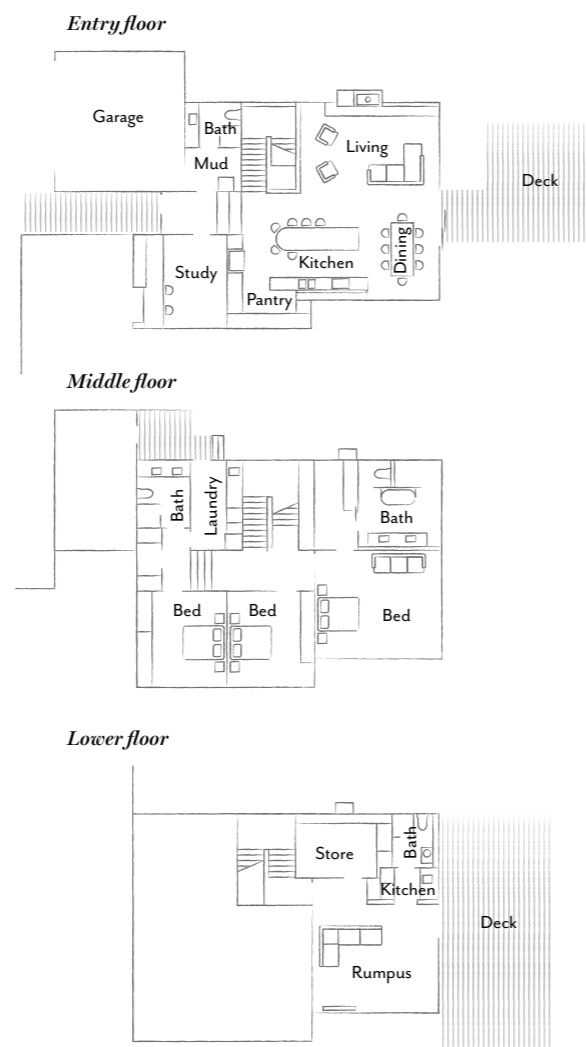 Entry floor
Garage
Bath
Living
Mud
Deck
Dining
Kitchen
Study
Pantry
Middle floor
Bath
Laundry
Bath
Bed
Bed
Bed
Lower floor
Bath
Store
Kitchen
Deck
Rumpus